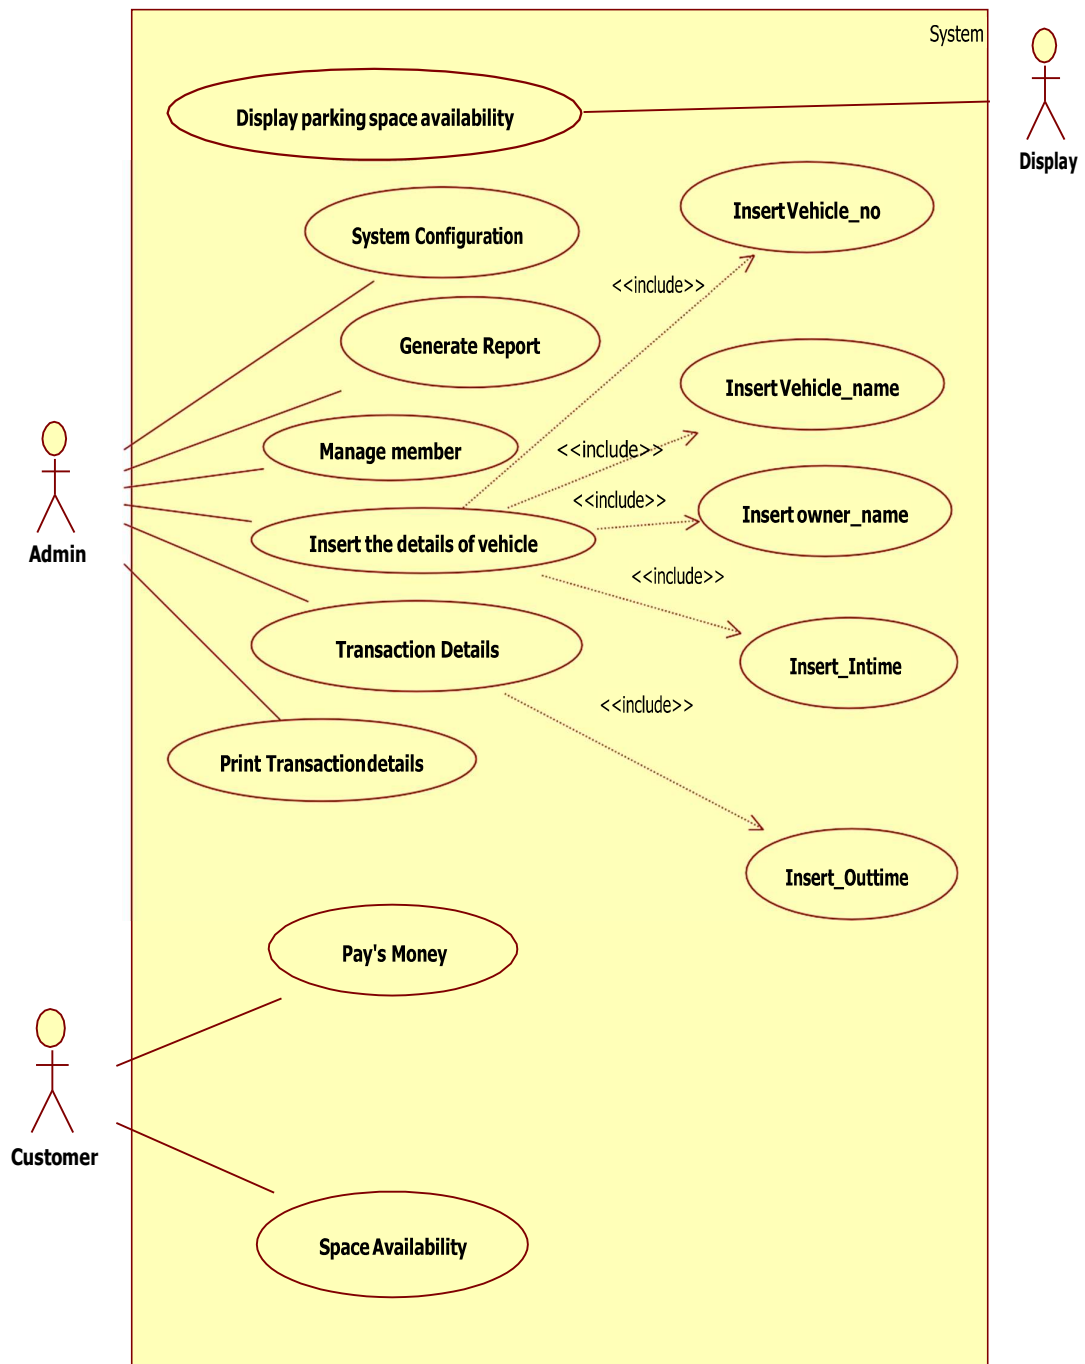 System
Display parking space availability
Display
Insert Vehicle_no
System Configuration
<<include>>
Generate Report
Insert Vehicle_name
Manage member
<<include>>
<<include>>
Insert owner_name
Insert the details of vehicle
Admin
<<include>>
Transaction Details
Insert_Intime
<<include>>
Print Transactiondetails
Insert_Outtime
Pay's Money
Customer
Space Availability